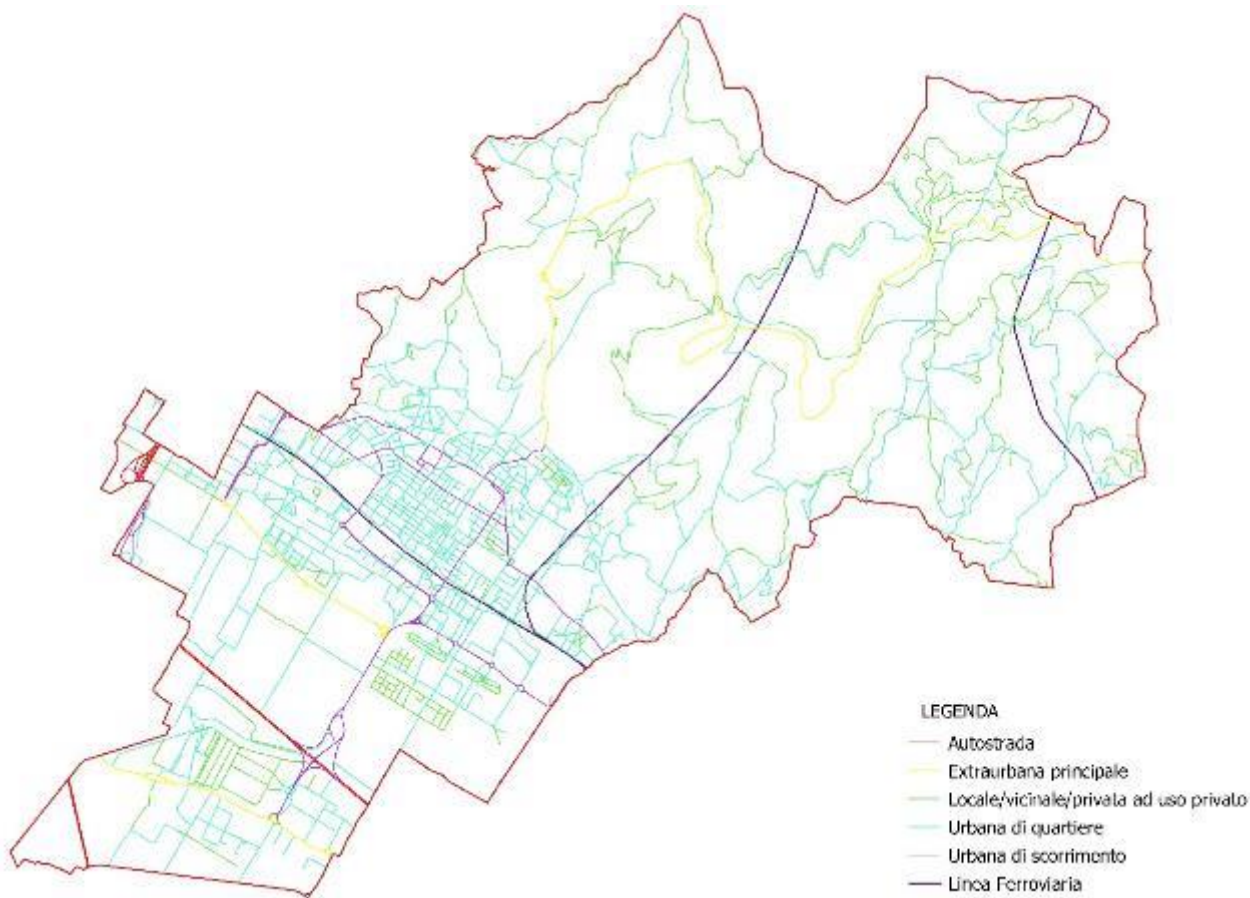 LEGENDA
Autostrada
Extraurbana principale
Locale/vicinale/privata ad uso privato
Urbana di quartiere
Urbana di scorrimento
Linea Ferroviaria